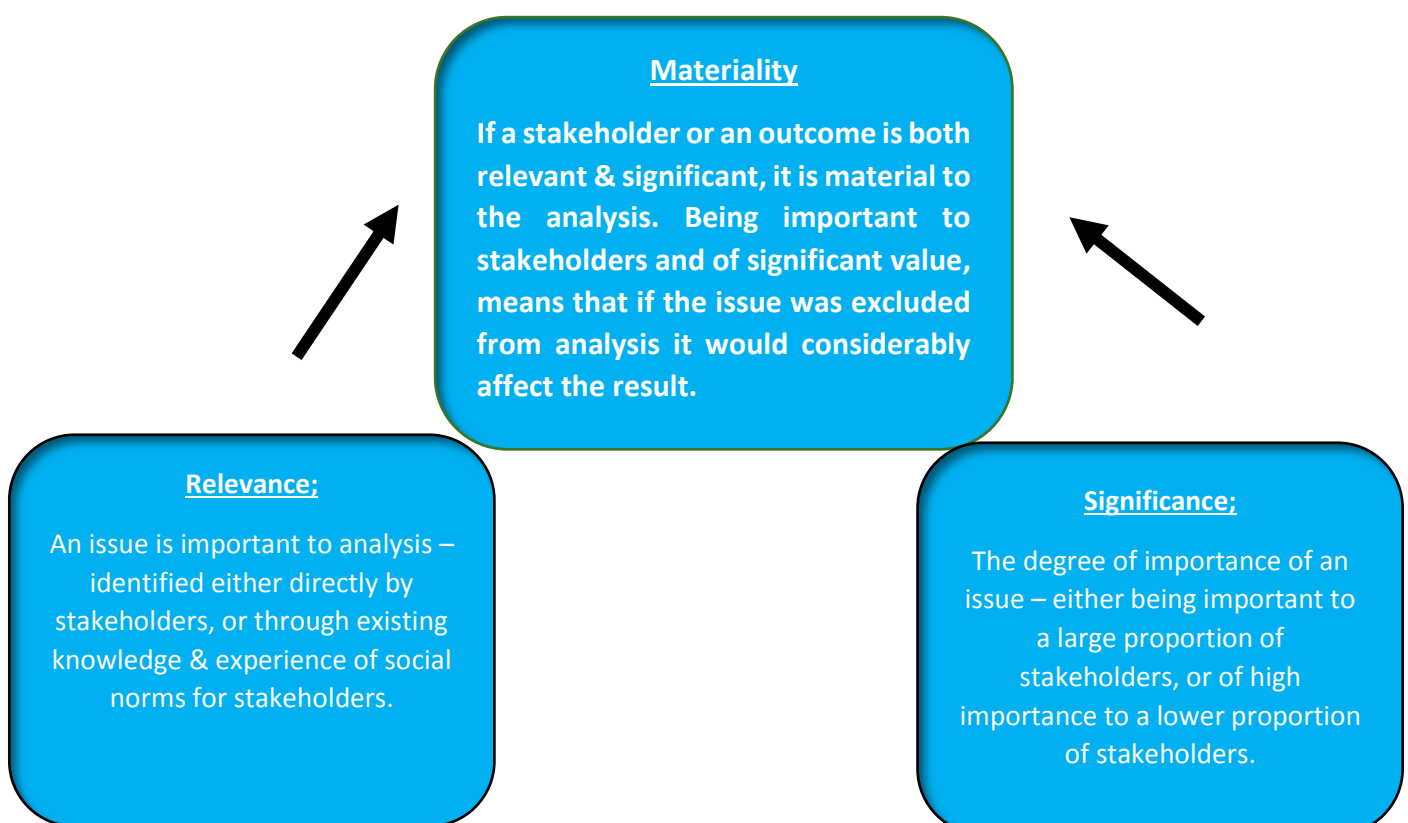 Materiality
If a stakeholder or an outcome is both
relevant & significant, it is material to
the analysis. Being important to
stakeholders and of significant value,
means that if the issue was excluded
from analysis it would considerably
affect the result.
Relevance;
An issue is important to analysis –
identified either directly by
stakeholders, or through existing
knowledge & experience of social
norms for stakeholders.
Significance;
The degree of importance of an
issue – either being important to
a large proportion of
stakeholders, or of high
importance to a lower proportion
of stakeholders.